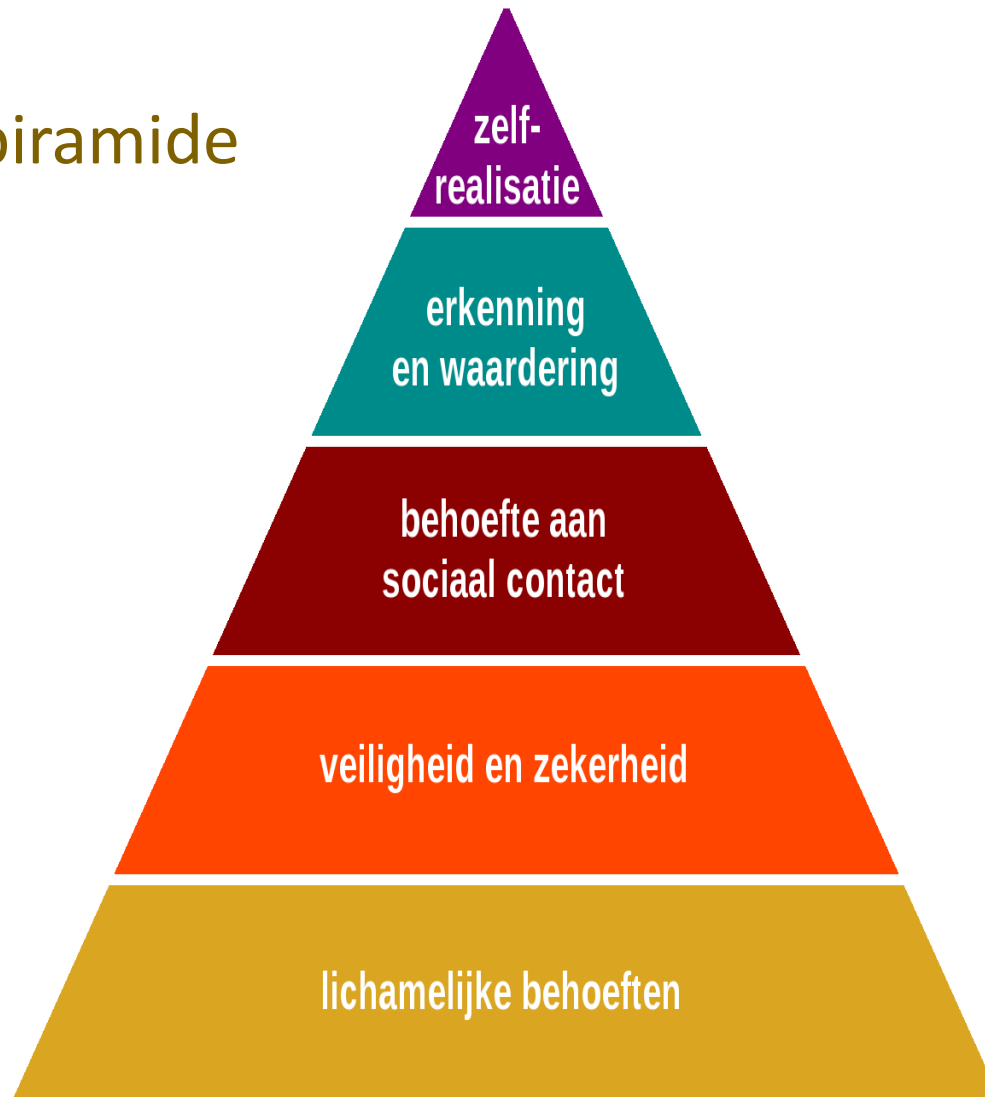 piramide
zelf-
realisatie
erkenning
en waardering
behoefte aan
sociaal contact
veiligheid en zekerheid
lichamelijke behoeften